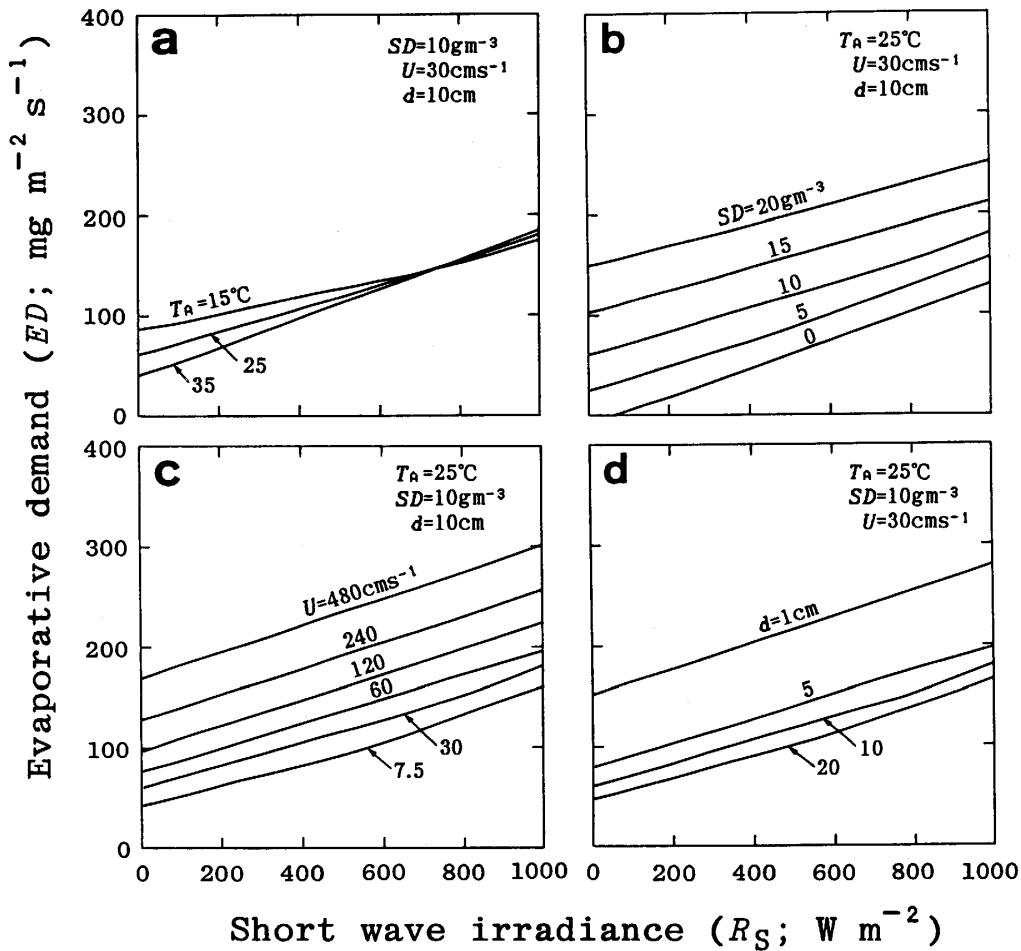 Evaporative demand (ED; mg m⁻² s⁻¹)
a
SD=10gm⁻³
U=30cms⁻¹
d=10cm
400
300
200
100
0
T_A=15℃
25
35
b
T_A=25℃
U=30cms⁻¹
d=10cm
SD=20gm⁻³
15
10
5
0
c
T_A=25℃
SD=10gm⁻³
d=10cm
400
300
200
100
0
U=480cms⁻¹
240
120
60
30
7.5
0 200 400 600 800 1000
d
T_A=25℃
SD=10gm⁻³
U=30cms⁻¹
d=1cm
5
10
20
0 200 400 600 800 1000
Short wave irradiance (R_S; W m⁻²)